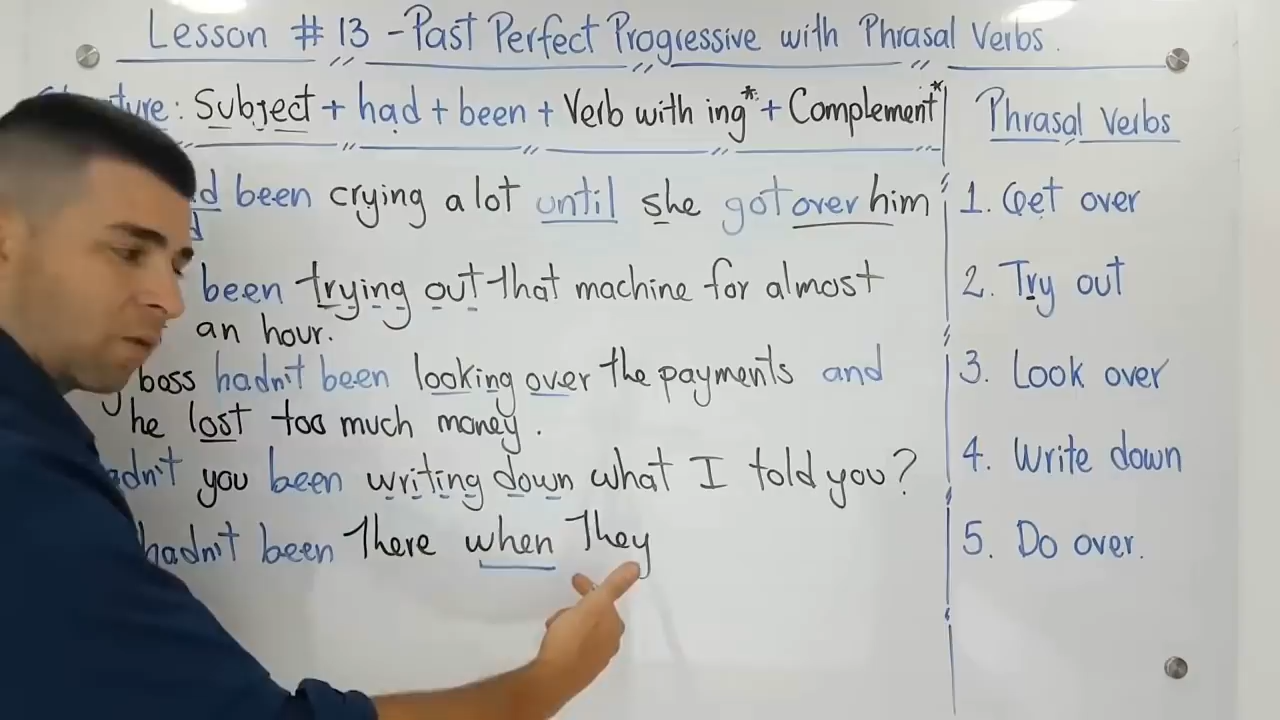 Lesson # 13 - Past Perfect Progressive with Phrasal Verbs.
Structure: Subject + had + been + Verb with ing* + Complement*
been crying a lot until she got over him
been trying out that machine for almost
an hour.
boss hadn't been looking over the payments and
he lost too much money.
you been writing down what I told you?
hadn't been there when they
Phrasal Verbs
1. Get over
2. Try out
3. Look over
4. Write down
5. Do over.